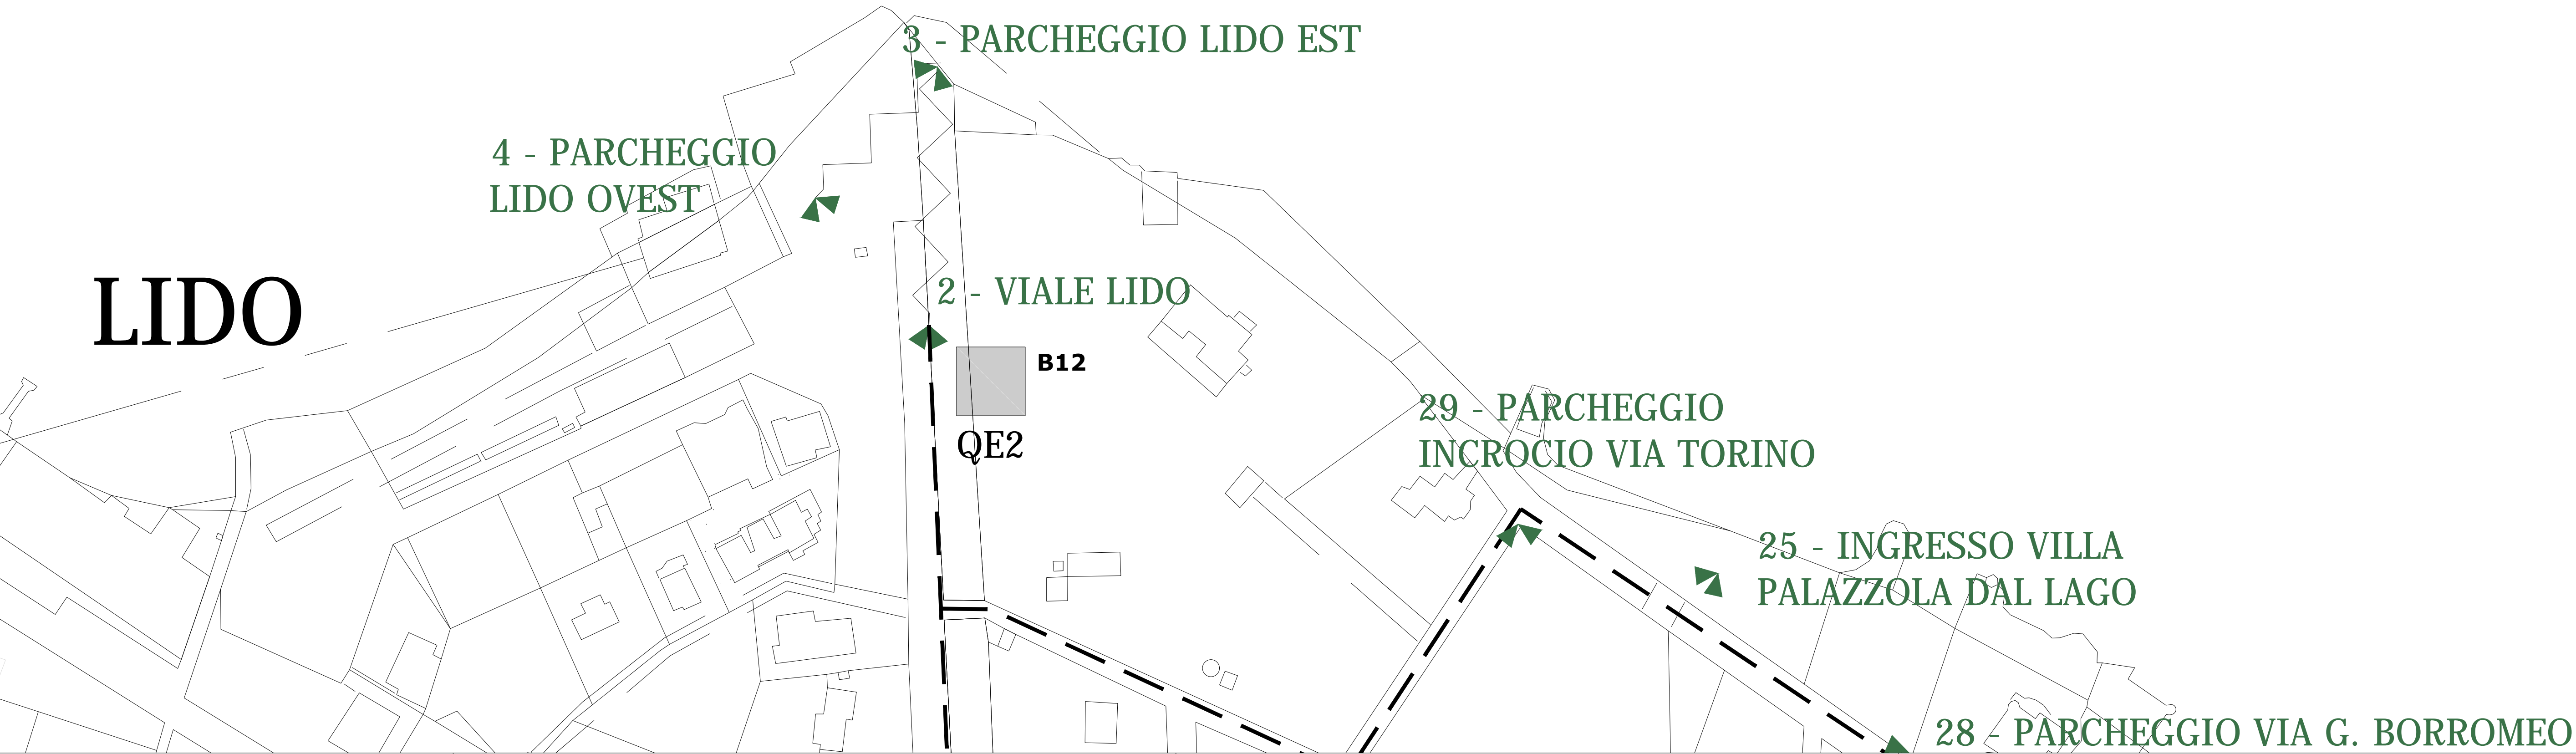 3 - PARCHEGGIO LIDO EST
4 - PARCHEGGIO
LIDO OVEST
LIDO
2 - VIALE LIDO
B12
QE2
29 - PARCHEGGIO
INCROCIO VIA TORINO
25 - INGRESSO VILLA
PALAZZOLA DAL LAGO
28 - PARCHEGGIO VIA G. BORROMEO